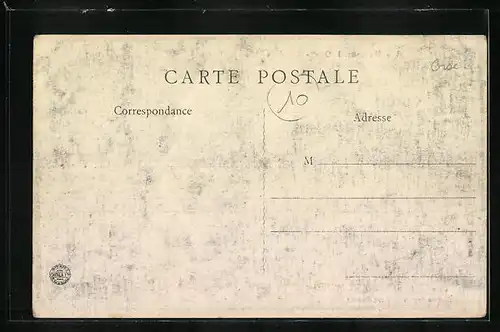 CARTE POSTALE
10
Correspondance
Adresse
M